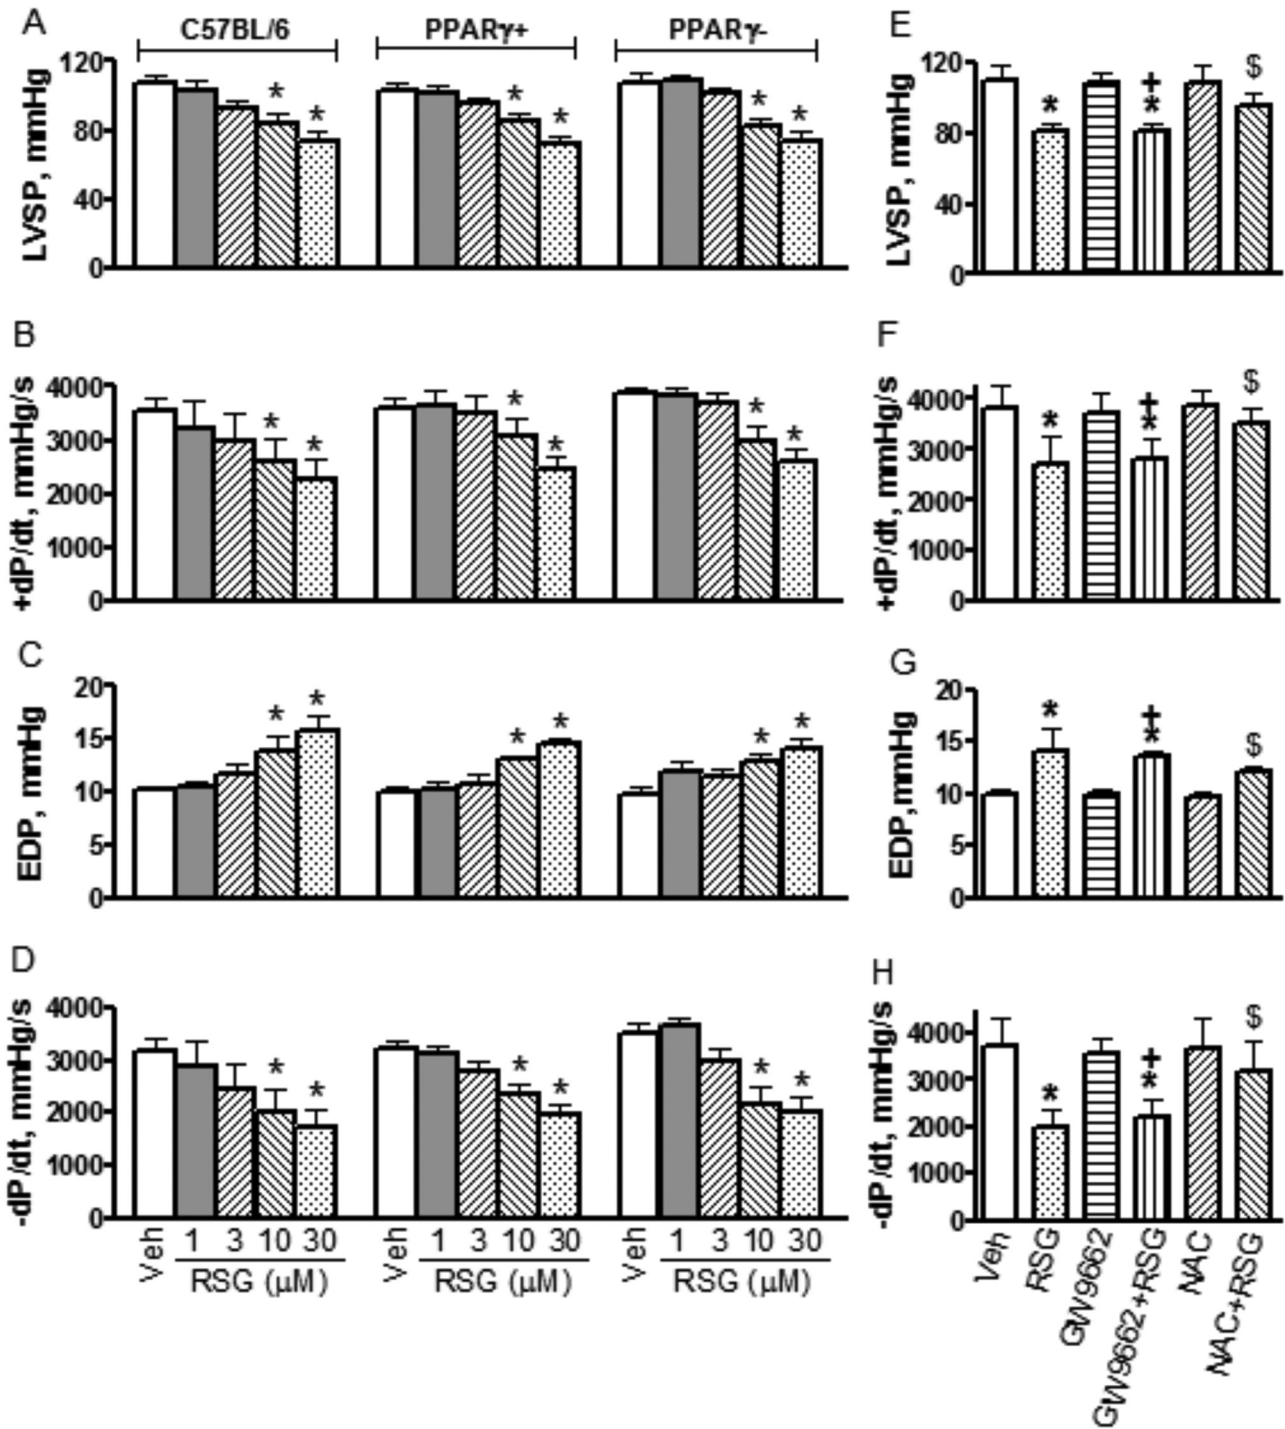 A
C57BL/6
PPARγ+
PPARγ-
LVSP, mmHg
120
80
40
0
* *
* *
* *
B
+dP/dt, mmHg/s
4000
3000
2000
1000
0
* *
* *
* *
C
EDP, mmHg
20
15
10
5
0
* *
* *
* *
D
-dP/dt, mmHg/s
4000
3000
2000
1000
0
* *
* *
* *
Veh 1 3 10 30
RSG (μM)
Veh 1 3 10 30
RSG (μM)
Veh 1 3 10 30
RSG (μM)
E
LVSP, mmHg
120
80
40
0
* +* $
F
+dP/dt, mmHg/s
4000
3000
2000
1000
0
* +* $
G
EDP,mmHg
20
15
10
5
0
* +* $
H
-dP/dt, mmHg/s
4000
3000
2000
1000
0
* *+ $
Veh
RSG
GW9662
GW9662+RSG
NAC
NAC+RSG